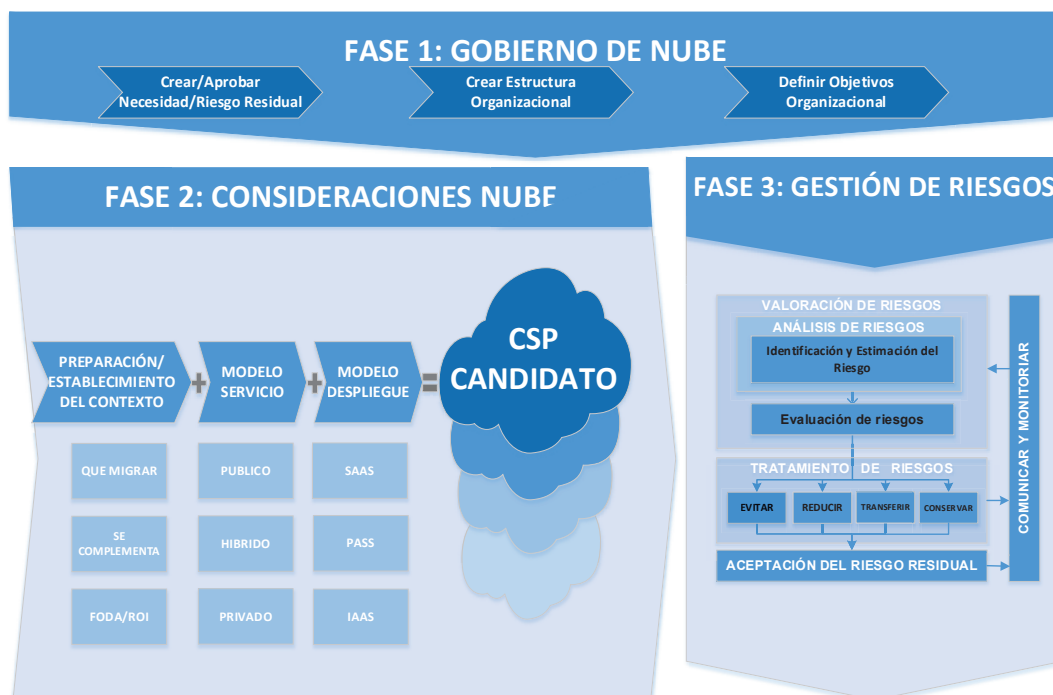 FASE 1: GOBIERNO DE NUBE
Crear/Aprobar
Necesidad/Riesgo Residual
Crear Estructura
Organizacional
Definir Objetivos
Organizacional
FASE 2: CONSIDERACIONES NUBE
PREPARACIÓN/
ESTABLECIMIENTO
DEL CONTEXTO
+
MODELO
SERVICIO
+
MODELO
DESPLIEGUE
=
CSP
CANDIDATO
QUE MIGRAR
PUBLICO
SAAS
SE
COMPLEMENTA
HIBRIDO
PASS
FODA/ROI
PRIVADO
IAAS
FASE 3: GESTIÓN DE RIESGOS
VALORACIÓN DE RIESGOS
ANÁLISIS DE RIESGOS
Identificación y Estimación del
Riesgo
Evaluación de riesgos
TRATAMIENTO DE RIESGOS
EVITAR
REDUCIR
TRANSFERIR
CONSERVAR
ACEPTACIÓN DEL RIESGO RESIDUAL
COMUNICAR Y MONITORIAR